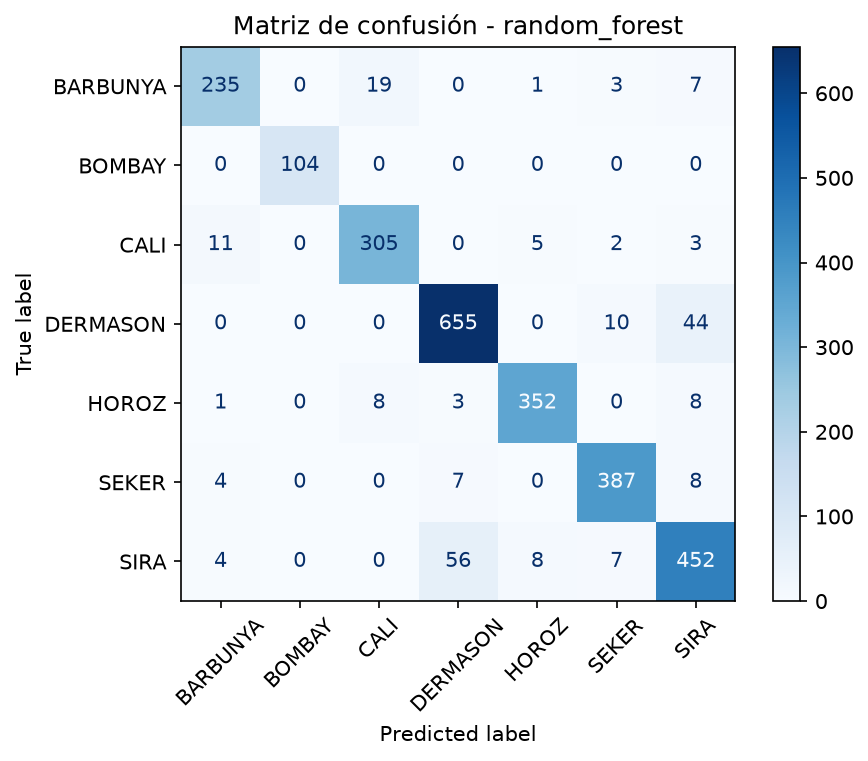 Matriz de confusión - random_forest
BARBUNYA 235 0 19 0 1 3 7
BOMBAY 0 104 0 0 0 0 0
CALI 11 0 305 0 5 2 3
DERMASON 0 0 0 655 0 10 44
HOROZ 1 0 8 3 352 0 8
SEKER 4 0 0 7 0 387 8
SIRA 4 0 0 56 8 7 452
True label
BARBUNYA BOMBAY CALI DERMASON HOROZ SEKER SIRA
Predicted label
600
500
400
300
200
100
0